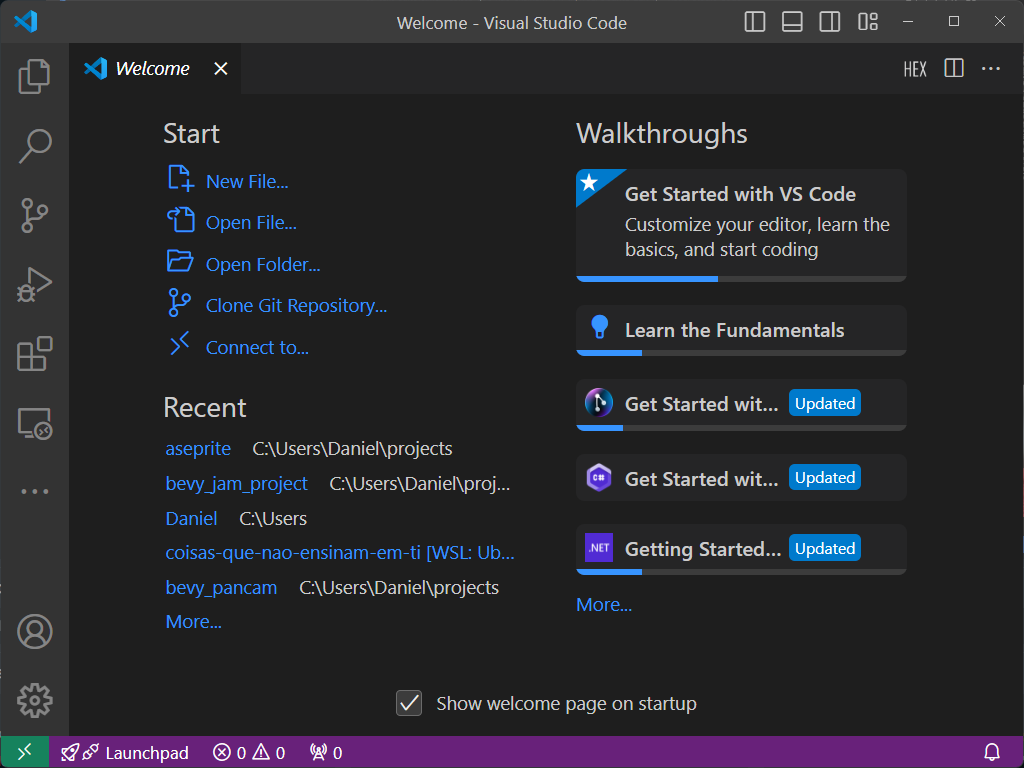 Welcome - Visual Studio Code
Welcome
HEX
Start
New File...
Open File...
Open Folder...
Clone Git Repository...
Connect to...
Recent
aseprite C:\Users\Daniel\projects
bevy_jam_project C:\Users\Daniel\proj...
Daniel C:\Users
coisas-que-nao-ensinam-em-ti [WSL: Ub...
bevy_pancam C:\Users\Daniel\projects
More...
Walkthroughs
Get Started with VS Code
Customize your editor, learn the
basics, and start coding
Learn the Fundamentals
Get Started wit... Updated
C# Get Started wit... Updated
.NET Getting Started... Updated
More...
Show welcome page on startup
Launchpad 0 0 0